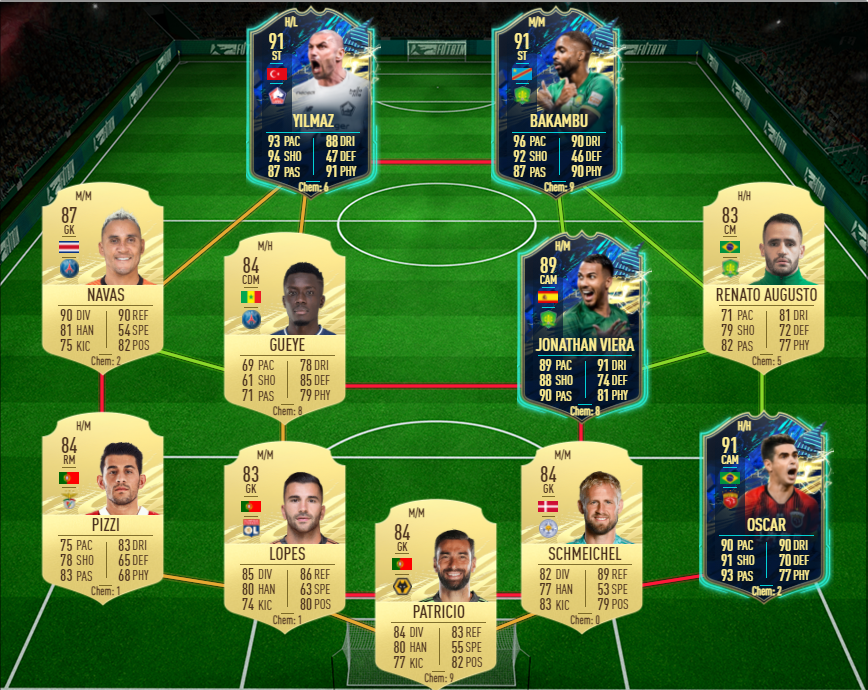 H/L
91
ST
YILMAZ
93 PAC 88 DRI
94 SHO 47 DEF
87 PAS 91 PHY
Chem: 6
M/M
91
ST
BAKAMBU
96 PAC 90 DRI
92 SHO 46 DEF
87 PAS 90 PHY
Chem: 9
M/M
87
GK
NAVAS
90 DIV 90 REF
81 HAN 54 SPE
75 KIC 82 POS
Chem: 2
M/H
84
CDM
GUEYE
69 PAC 78 DRI
61 SHO 85 DEF
71 PAS 79 PHY
Chem: 8
H/M
89
CAM
JONATHAN VIERA
89 PAC 91 DRI
88 SHO 74 DEF
90 PAS 81 PHY
Chem: 8
H/H
83
CM
RENATO AUGUSTO
71 PAC 81 DRI
79 SHO 72 DEF
82 PAS 77 PHY
Chem: 5
H/M
84
RM
PIZZI
75 PAC 83 DRI
78 SHO 65 DEF
83 PAS 68 PHY
Chem: 1
M/M
83
GK
OL
LOPES
85 DIV 86 REF
80 HAN 63 SPE
74 KIC 80 POS
Chem: 1
M/M
84
GK
PATRICIO
84 DIV 83 REF
80 HAN 55 SPE
77 KIC 82 POS
Chem: 9
M/M
84
GK
SCHMEICHEL
82 DIV 89 REF
77 HAN 53 SPE
83 KIC 79 POS
Chem: 0
H/H
91
CAM
OSCAR
90 PAC 90 DRI
91 SHO 70 DEF
93 PAS 77 PHY
Chem: 2